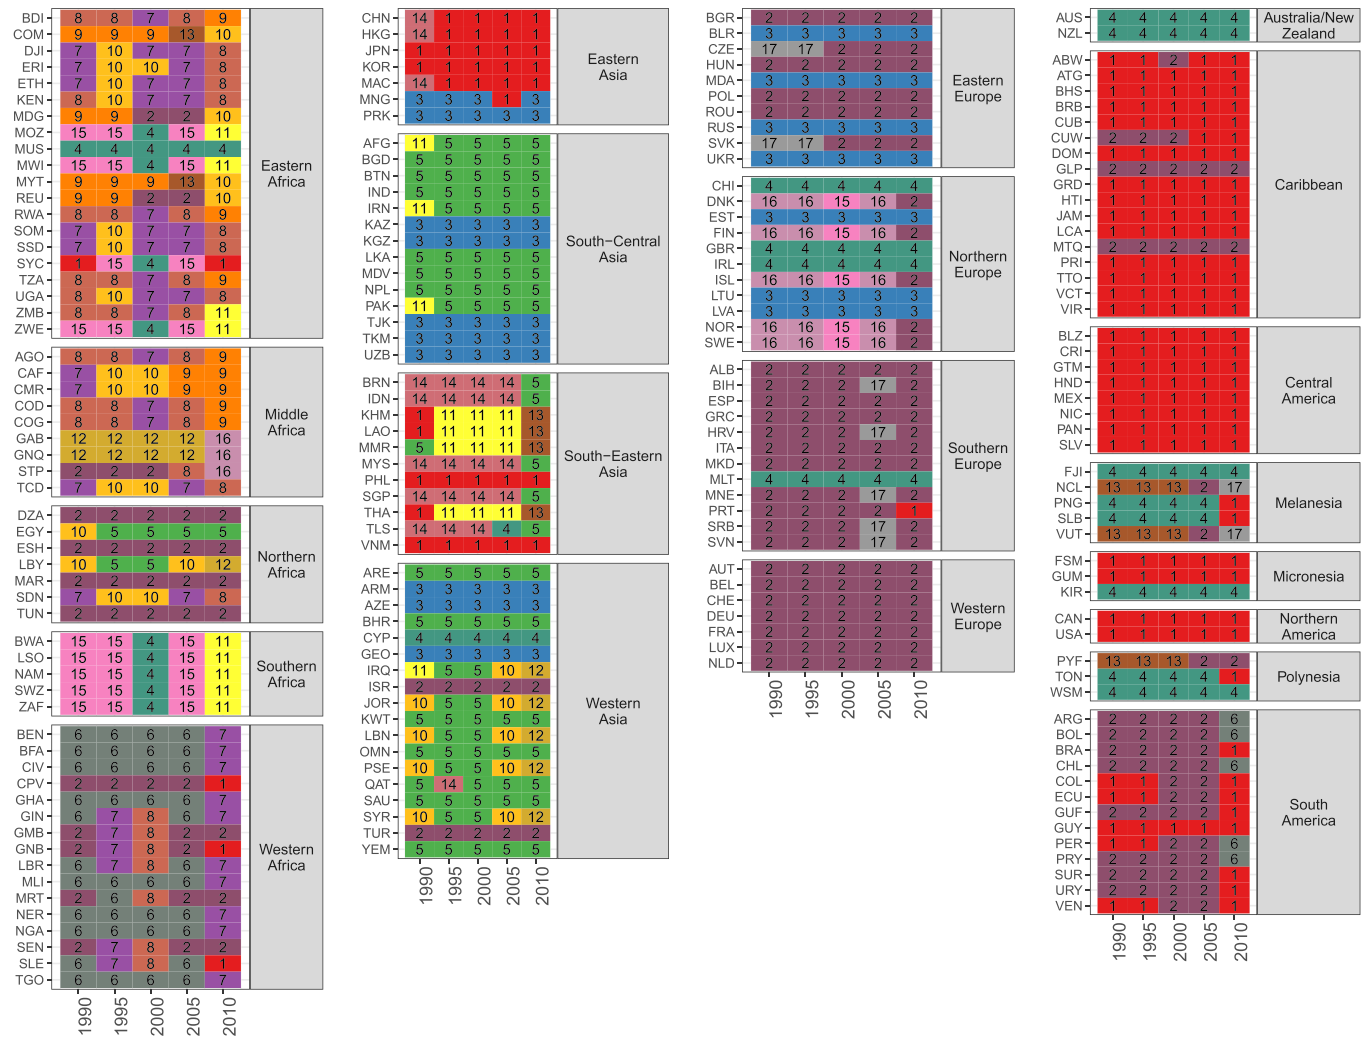 BDI 8 8 7 8 9
COM 9 9 9 13 10
DJI 7 10 7 7 8
ERI 7 10 10 7 8
ETH 7 10 7 7 8
KEN 8 10 7 7 8
MDG 9 9 2 2 10
MOZ 15 15 4 15 11
MUS 4 4 4 4 4
MWI 15 15 4 15 11
MYT 9 9 9 13 10
REU 9 9 2 2 10
RWA 8 8 7 8 9
SOM 7 10 7 7 8
SSD 7 10 7 7 8
SYC 1 15 4 15 1
TZA 8 8 7 8 9
UGA 8 10 7 7 8
ZMB 8 8 7 8 11
ZWE 15 15 4 15 11
Eastern
Africa
AGO 8 8 7 8 9
CAF 7 10 10 9 9
CMR 7 10 10 9 9
COD 8 8 7 8 9
COG 8 8 7 8 9
GAB 12 12 12 12 16
GNQ 12 12 12 12 16
STP 2 2 2 8 16
TCD 7 10 10 7 8
Middle
Africa
DZA 2 2 2 2 2
EGY 10 5 5 5 5
ESH 2 2 2 2 2
LBY 10 5 5 10 12
MAR 2 2 2 2 2
SDN 7 10 10 7 8
TUN 2 2 2 2 2
Northern
Africa
BWA 15 15 4 15 11
LSO 15 15 4 15 11
NAM 15 15 4 15 11
SWZ 15 15 4 15 11
ZAF 15 15 4 15 11
Southern
Africa
BEN 6 6 6 6 7
BFA 6 6 6 6 7
CIV 6 6 6 6 7
CPV 2 2 2 2 1
GHA 6 6 6 6 7
GIN 6 7 8 6 7
GMB 2 7 8 2 2
GNB 2 7 8 2 1
LBR 6 7 8 6 7
MLI 6 6 6 6 7
MRT 2 6 8 2 2
NER 6 6 6 6 7
NGA 6 6 6 6 7
SEN 2 7 8 2 2
SLE 6 7 8 6 1
TGO 6 6 6 6 7
Western
Africa
1990 1995 2000 2005 2010
CHN 14 1 1 1 1
HKG 14 1 1 1 1
JPN 1 1 1 1 1
KOR 1 1 1 1 1
MAC 14 1 1 1 1
MNG 3 3 3 1 3
PRK 3 3 3 3 3
Eastern
Asia
AFG 11 5 5 5 5
BGD 5 5 5 5 5
BTN 5 5 5 5 5
IND 5 5 5 5 5
IRN 11 5 5 5 5
KAZ 3 3 3 3 3
KGZ 3 3 3 3 3
LKA 5 5 5 5 5
MDV 5 5 5 5 5
NPL 5 5 5 5 5
PAK 11 5 5 5 5
TJK 3 3 3 3 3
TKM 3 3 3 3 3
UZB 3 3 3 3 3
South−Central
Asia
BRN 14 14 14 14 5
IDN 14 14 14 14 5
KHM 1 11 11 11 13
LAO 1 11 11 11 13
MMR 5 11 11 11 13
MYS 14 14 14 14 5
PHL 1 1 1 1 1
SGP 14 14 14 14 5
THA 1 11 11 11 13
TLS 14 14 14 4 5
VNM 1 1 1 1 1
South−Eastern
Asia
ARE 5 5 5 5 5
ARM 3 3 3 3 3
AZE 3 3 3 3 3
BHR 5 5 5 5 5
CYP 4 4 4 4 4
GEO 3 3 3 3 3
IRQ 11 5 5 10 12
ISR 2 2 2 2 2
JOR 10 5 5 10 12
KWT 5 5 5 5 5
LBN 10 5 5 10 12
OMN 5 5 5 5 5
PSE 10 5 5 10 12
QAT 5 14 5 5 5
SAU 5 5 5 5 5
SYR 10 5 5 10 12
TUR 2 2 2 2 2
YEM 5 5 5 5 5
Western
Asia
1990 1995 2000 2005 2010
BGR 2 2 2 2 2
BLR 3 3 3 3 3
CZE 17 17 2 2 2
HUN 2 2 2 2 2
MDA 3 3 3 3 3
POL 2 2 2 2 2
ROU 2 2 2 2 2
RUS 3 3 3 3 3
SVK 17 17 2 2 2
UKR 3 3 3 3 3
Eastern
Europe
CHI 4 4 4 4 4
DNK 16 16 15 16 2
EST 3 3 3 3 3
FIN 16 16 15 16 2
GBR 4 4 4 4 4
IRL 4 4 4 4 4
ISL 16 16 15 16 2
LTU 3 3 3 3 3
LVA 3 3 3 3 3
NOR 16 16 15 16 2
SWE 16 16 15 16 2
Northern
Europe
ALB 2 2 2 2 2
BIH 2 2 2 17 2
ESP 2 2 2 2 2
GRC 2 2 2 2 2
HRV 2 2 2 17 2
ITA 2 2 2 2 2
MKD 2 2 2 2 2
MLT 4 4 4 4 4
MNE 2 2 2 17 2
PRT 2 2 2 2 1
SRB 2 2 2 17 2
SVN 2 2 2 17 2
Southern
Europe
AUT 2 2 2 2 2
BEL 2 2 2 2 2
CHE 2 2 2 2 2
DEU 2 2 2 2 2
FRA 2 2 2 2 2
LUX 2 2 2 2 2
NLD 2 2 2 2 2
Western
Europe
1990 1995 2000 2005 2010
AUS 4 4 4 4 4
NZL 4 4 4 4 4
Australia/New
Zealand
ABW 1 1 2 1 1
ATG 1 1 1 1 1
BHS 1 1 1 1 1
BRB 1 1 1 1 1
CUB 1 1 1 1 1
CUW 2 2 2 1 1
DOM 1 1 1 1 1
GLP 2 2 2 2 2
GRD 1 1 1 1 1
HTI 1 1 1 1 1
JAM 1 1 1 1 1
LCA 1 1 1 1 1
MTQ 2 2 2 2 2
PRI 1 1 1 1 1
TTO 1 1 1 1 1
VCT 1 1 1 1 1
VIR 1 1 1 1 1
Caribbean
BLZ 1 1 1 1 1
CRI 1 1 1 1 1
GTM 1 1 1 1 1
HND 1 1 1 1 1
MEX 1 1 1 1 1
NIC 1 1 1 1 1
PAN 1 1 1 1 1
SLV 1 1 1 1 1
Central
America
FJI 4 4 4 4 4
NCL 13 13 13 2 17
PNG 4 4 4 4 1
SLB 4 4 4 4 1
VUT 13 13 13 2 17
Melanesia
FSM 1 1 1 1 1
GUM 1 1 1 1 1
KIR 4 4 4 4 4
Micronesia
CAN 1 1 1 1 1
USA 1 1 1 1 1
Northern
America
PYF 13 13 13 2 2
TON 4 4 4 4 1
WSM 4 4 4 4 4
Polynesia
ARG 2 2 2 2 6
BOL 2 2 2 2 6
BRA 2 2 2 2 1
CHL 2 2 2 2 6
COL 1 1 2 2 1
ECU 1 1 2 2 1
GUF 2 2 2 2 1
GUY 1 1 1 1 1
PER 1 1 2 2 6
PRY 2 2 2 2 6
SUR 2 2 2 2 1
URY 2 2 2 2 1
VEN 1 1 2 2 1
South
America
1990 1995 2000 2005 2010